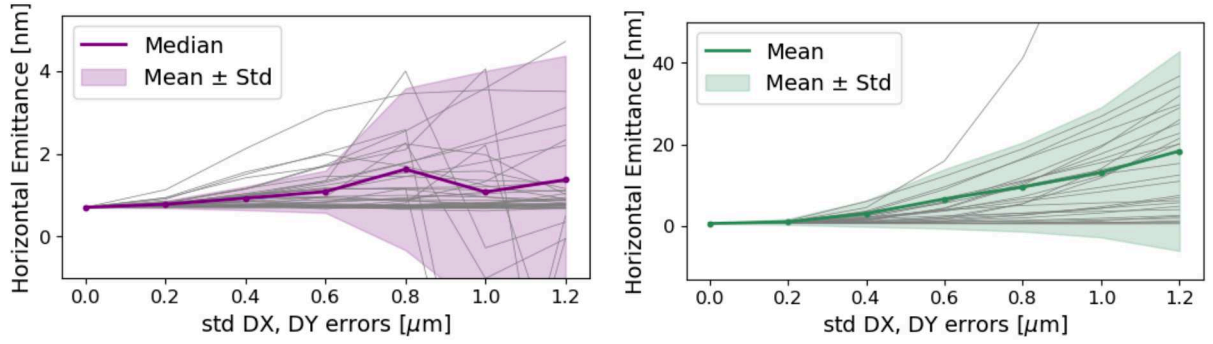 Horizontal Emittance [nm]
4
2
0
Median
Mean ± Std
0.0 0.2 0.4 0.6 0.8 1.0 1.2
std DX, DY errors [μm]
Horizontal Emittance [nm]
40
20
0
Mean
Mean ± Std
0.0 0.2 0.4 0.6 0.8 1.0 1.2
std DX, DY errors [μm]